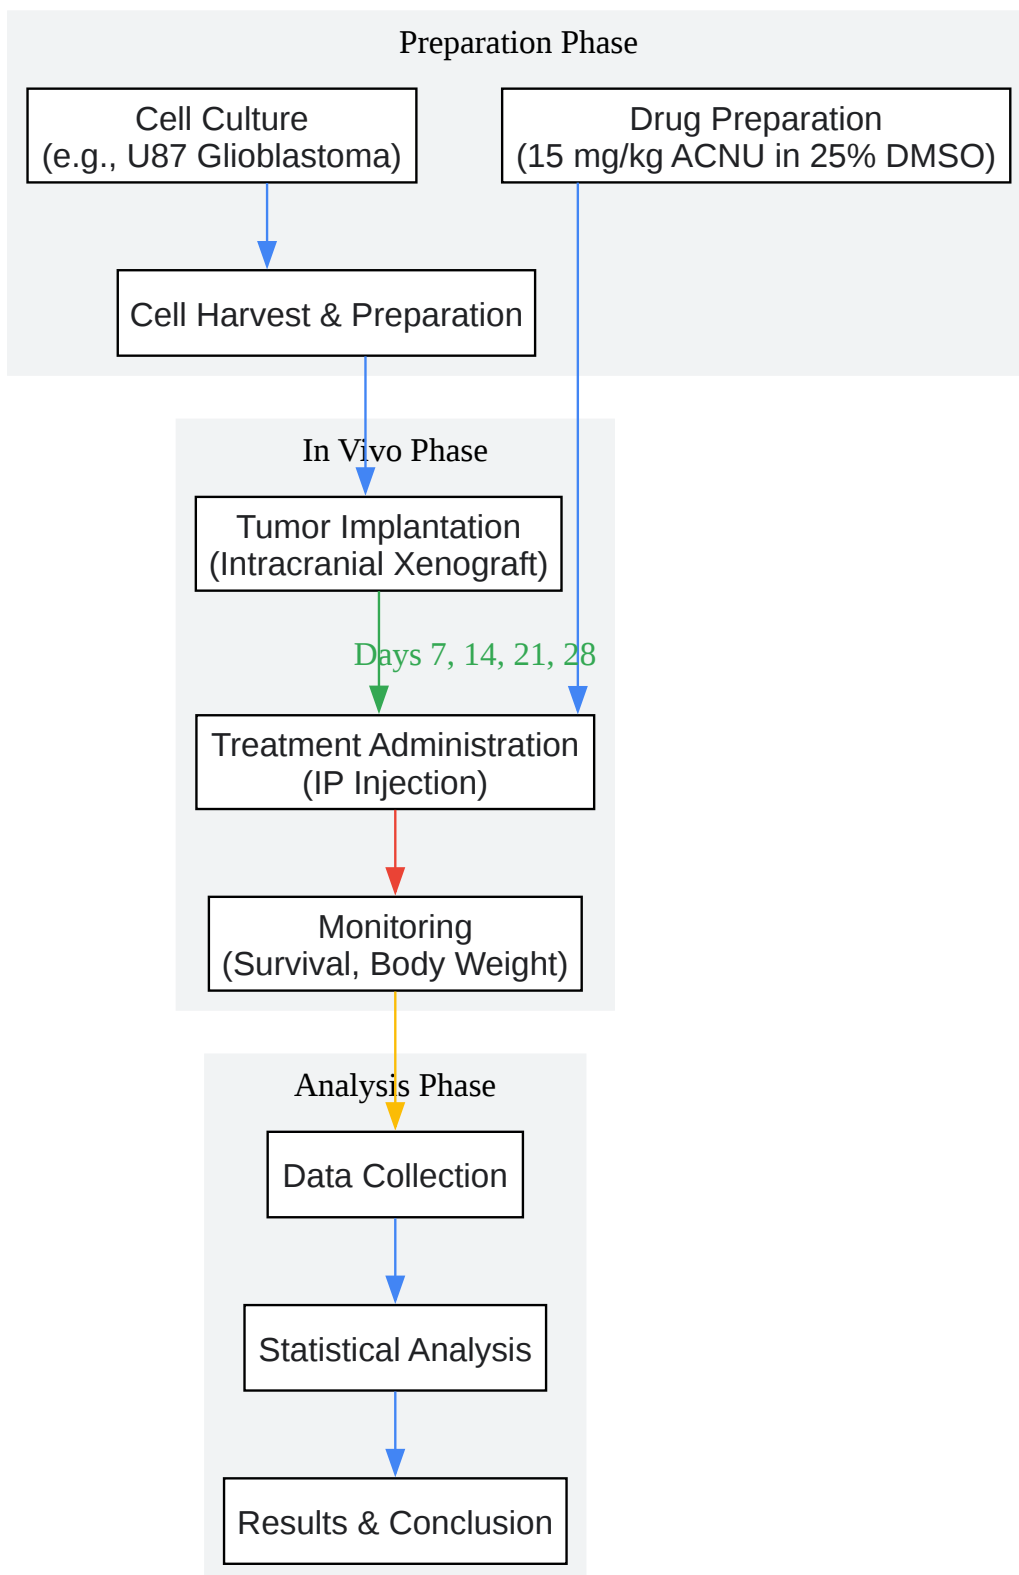 Preparation Phase
Cell Culture
(e.g., U87 Glioblastoma)
Drug Preparation
(15 mg/kg ACNU in 25% DMSO)
Cell Harvest & Preparation
In Vivo Phase
Tumor Implantation
(Intracranial Xenograft)
Days 7, 14, 21, 28
Treatment Administration
(IP Injection)
Monitoring
(Survival, Body Weight)
Analysis Phase
Data Collection
Statistical Analysis
Results & Conclusion